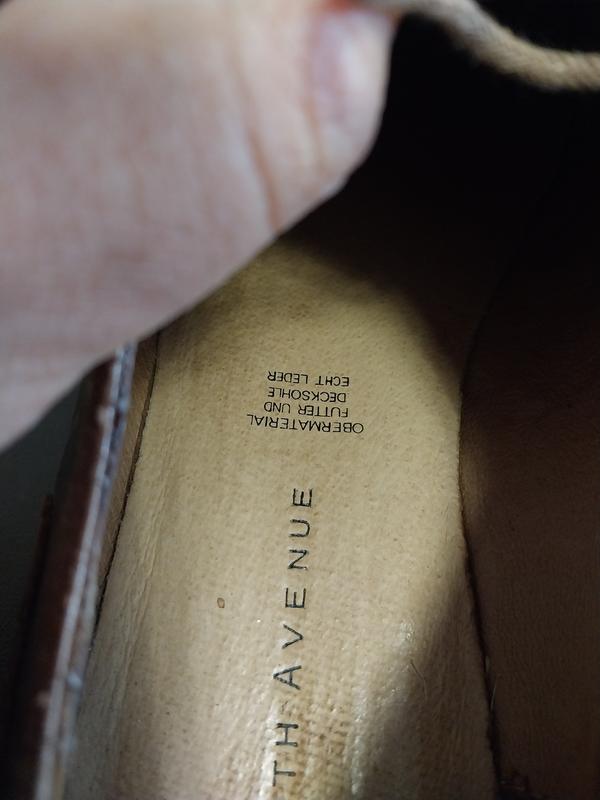 OBERMATERIAL
FUTTER UND
DECKSOHLE
ECHT LEDER
TH AVENUE